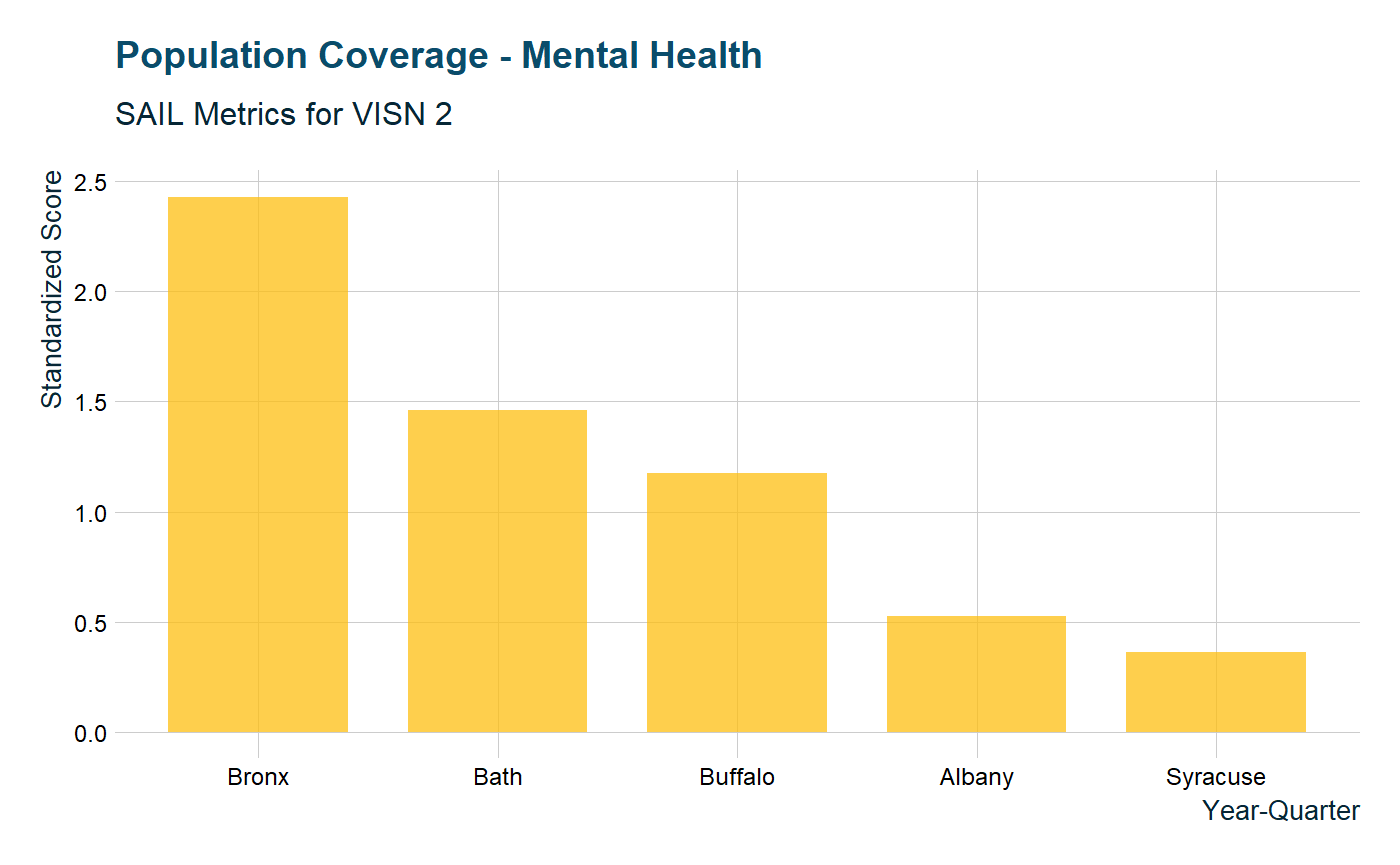 Population Coverage - Mental Health
SAIL Metrics for VISN 2
Standardized Score
2.5
2.0
1.5
1.0
0.5
0.0
Bronx Bath Buffalo Albany Syracuse
Year-Quarter